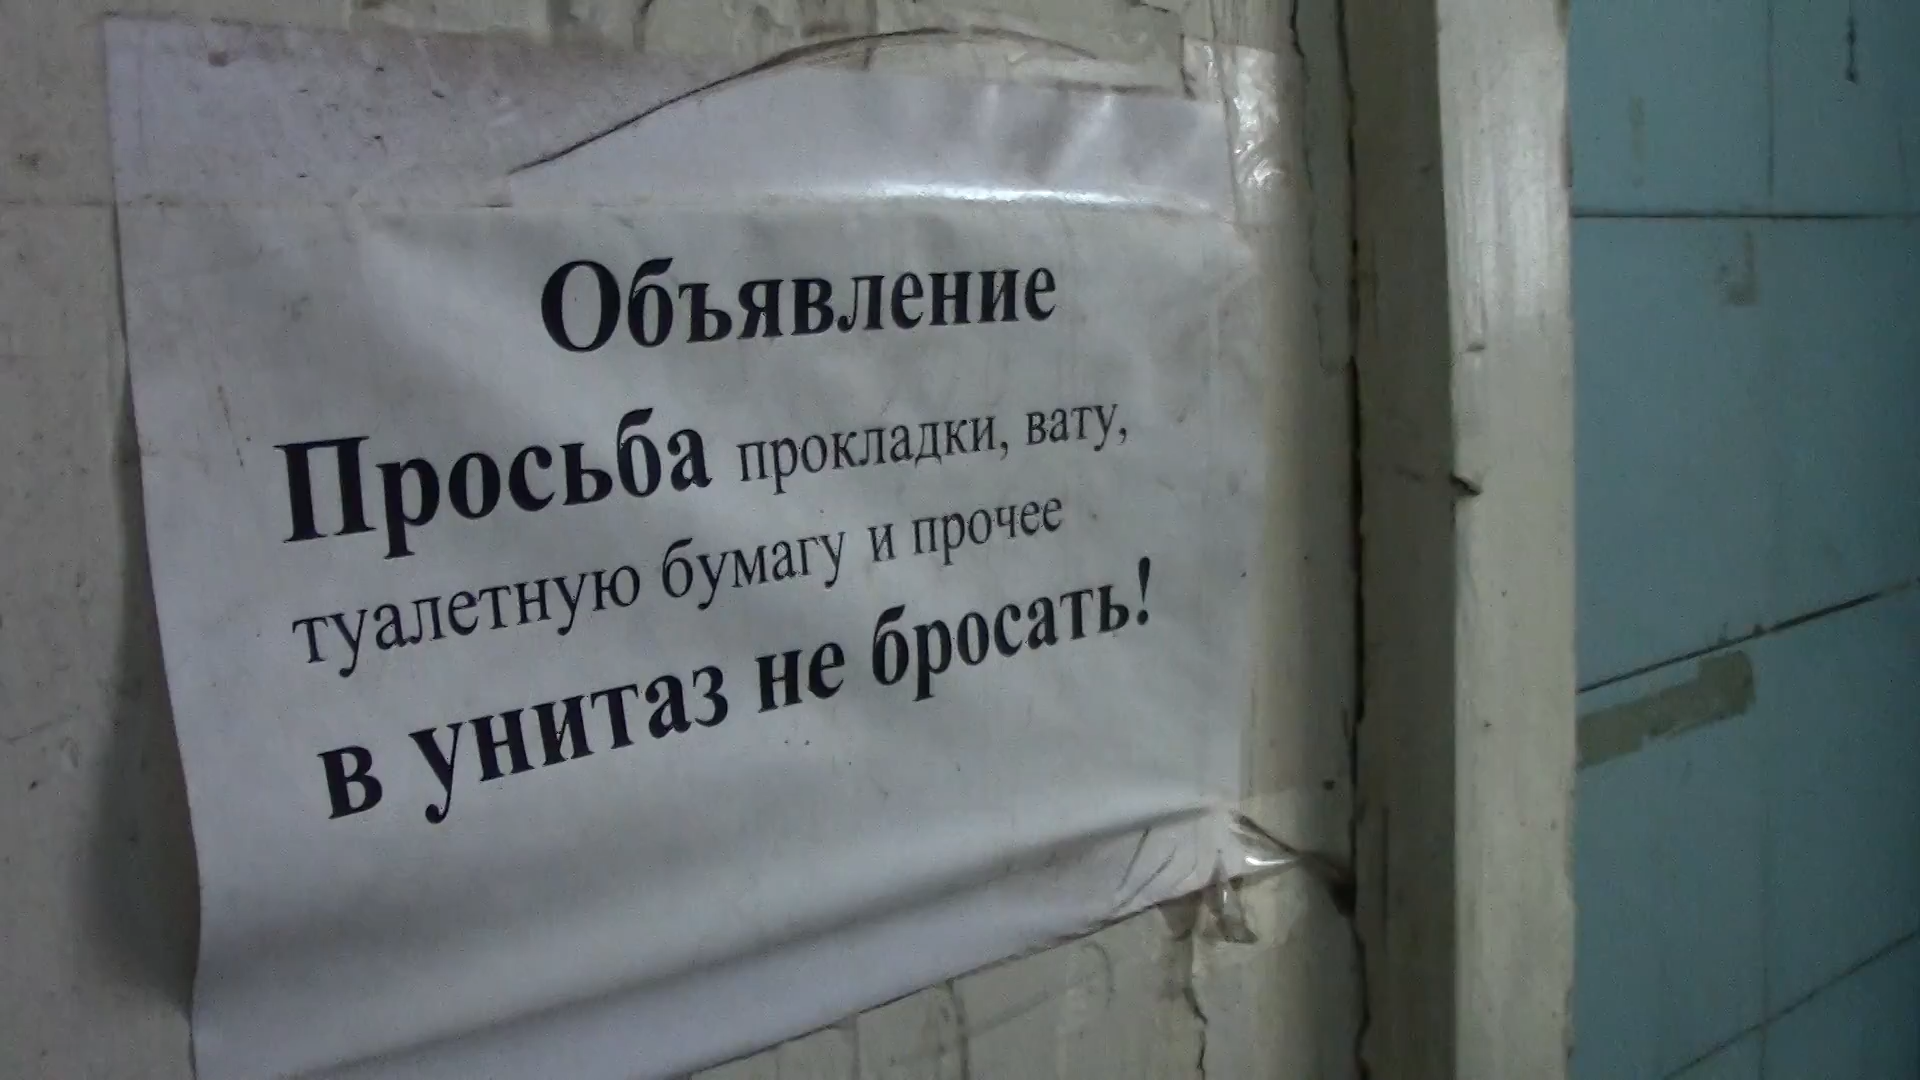 Объявление
Просьба прокладки, вату,
туалетную бумагу и прочее
в унитаз не бросать!